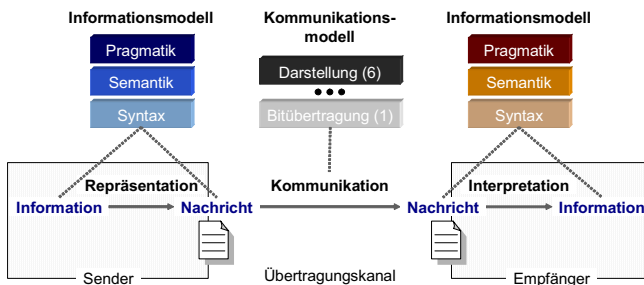 Informationsmodell
Kommunikations-
modell
Informationsmodell
Pragmatik
Semantik
Syntax
Darstellung (6)
•••
Bitübertragung (1)
Pragmatik
Semantik
Syntax
Repräsentation
Kommunikation
Interpretation
Information
Nachricht
Nachricht
Information
Sender
Übertragungskanal
Empfänger